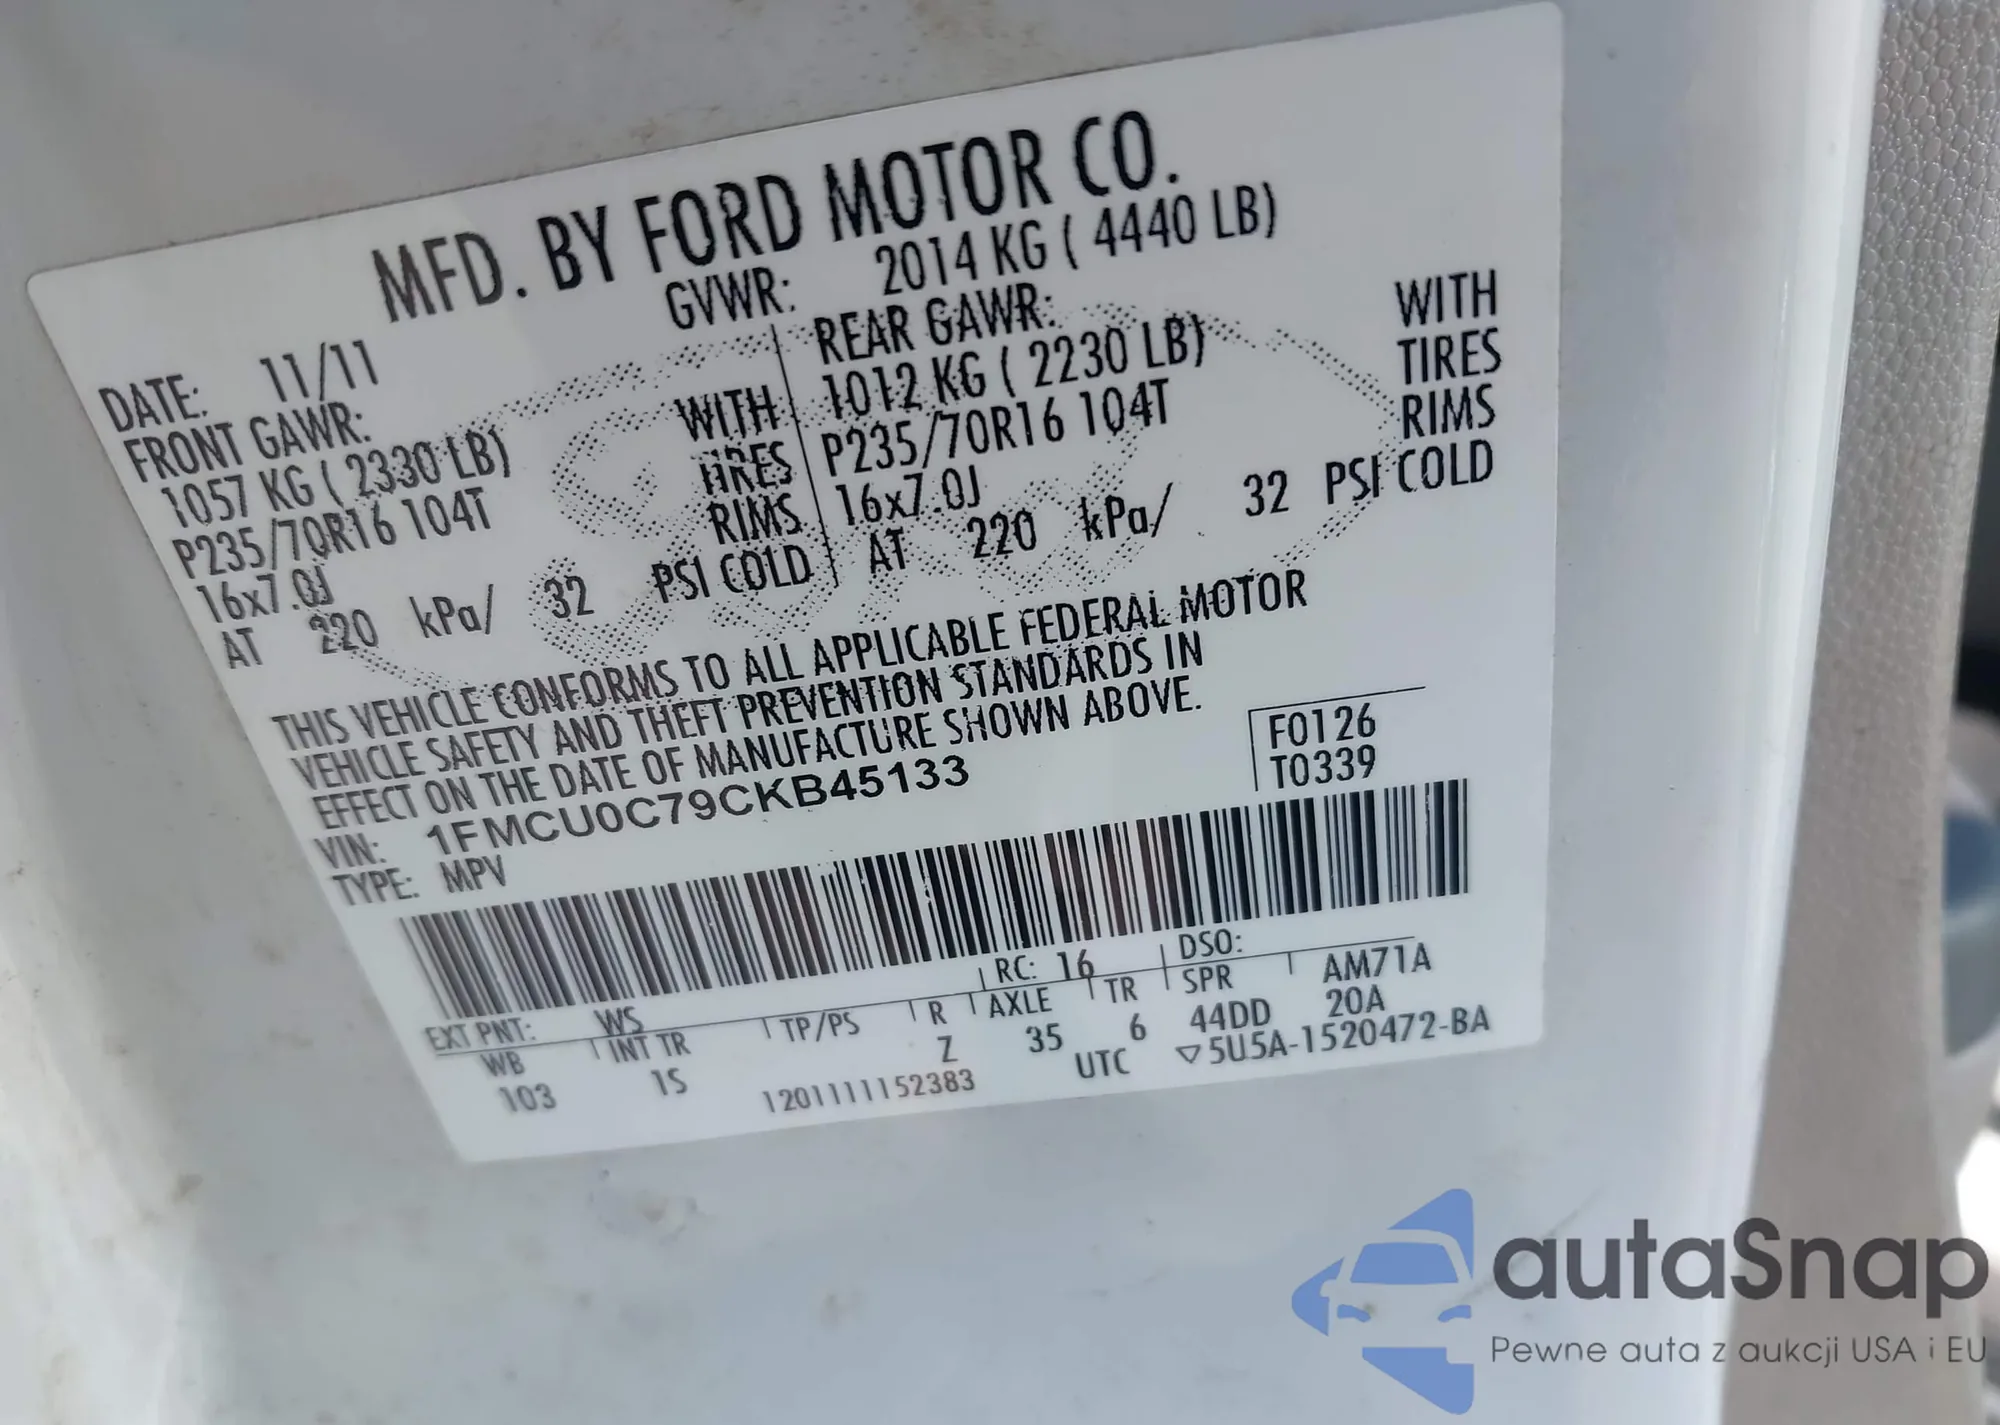 MFD. BY FORD MOTOR CO.
GVWR: 2014 KG ( 4440 LB)
DATE: 11/11
FRONT GAWR:
1057 KG ( 2330 LB)
P235/70R16 104T
16x7.0J
AT 220 kPa/ 32 PSI COLD
WITH
TIRES
RIMS
REAR GAWR:
1012 KG ( 2230 LB)
P235/70R16 104T
16x7.0J
AT 220 kPa/ 32 PSI COLD
WITH
TIRES
RIMS
THIS VEHICLE CONFORMS TO ALL APPLICABLE FEDERAL MOTOR
VEHICLE SAFETY AND THEFT PREVENTION STANDARDS IN
EFFECT ON THE DATE OF MANUFACTURE SHOWN ABOVE.
VIN: 1FMCU0C79CKB45133
TYPE: MPV
F0126
T0339
EXT PNT: WS RC: 16 DSO:
WB INT TR TP/PS R AXLE TR SPR AM71A
103 1S Z 35 6 44DD 20A
1201111152383 UTC ▽5U5A-1520472-BA
autaSnap
Pewne auta z aukcji USA i EU